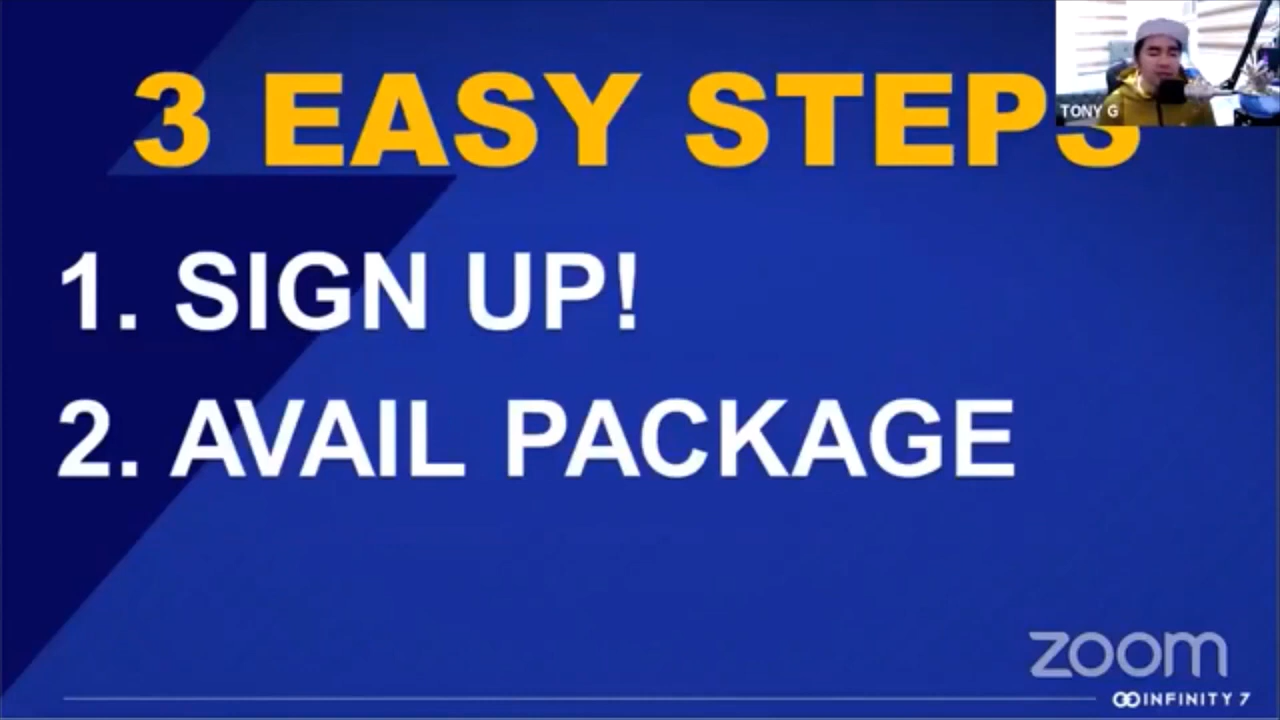 3 EASY STEPS
TONY G
1. SIGN UP!
2. AVAIL PACKAGE
zoom
INFINITY 7